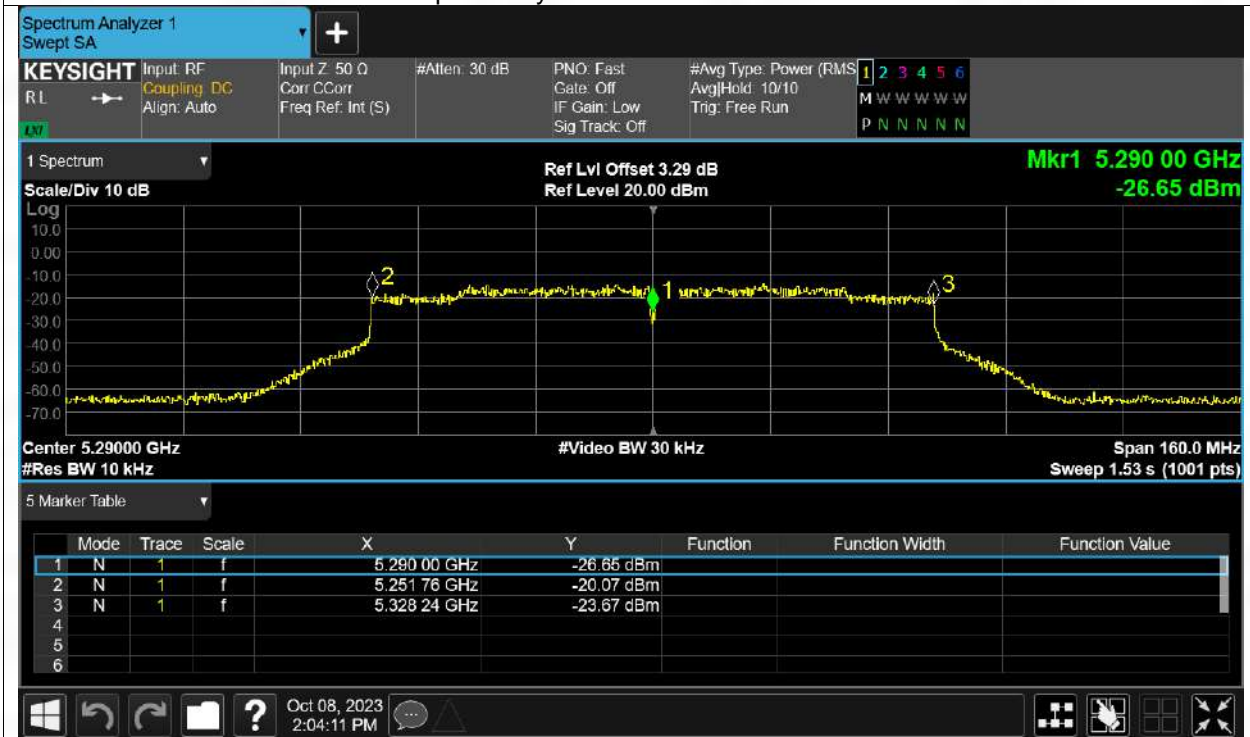 Spectrum Analyzer 1
Swept SA
+
KEYSIGHT
RL
LXI
Input: RF
Coupling: DC
Align: Auto
Input Z: 50 Ω
Corr CCorr
Freq Ref: Int (S)
#Atten: 30 dB
PNO: Fast
Gate: Off
IF Gain: Low
Sig Track: Off
#Avg Type: Power (RMS
Avg|Hold: 10/10
Trig: Free Run
1 2 3 4 5 6
M W W W W W
P N N N N N
1 Spectrum
Scale/Div 10 dB
Ref Lvl Offset 3.29 dB
Ref Level 20.00 dBm
Mkr1 5.290 00 GHz
-26.65 dBm
Log
10.0
0.00
-10.0
-20.0
-30.0
-40.0
-50.0
-60.0
-70.0
2
1
3
Center 5.29000 GHz
#Res BW 10 kHz
#Video BW 30 kHz
Span 160.0 MHz
Sweep 1.53 s (1001 pts)
5 Marker Table
Mode Trace Scale X Y Function Function Width Function Value
1 N 1 f 5.290 00 GHz -26.65 dBm
2 N 1 f 5.251 76 GHz -20.07 dBm
3 N 1 f 5.328 24 GHz -23.67 dBm
4
5
6
?
Oct 08, 2023
2:04:11 PM